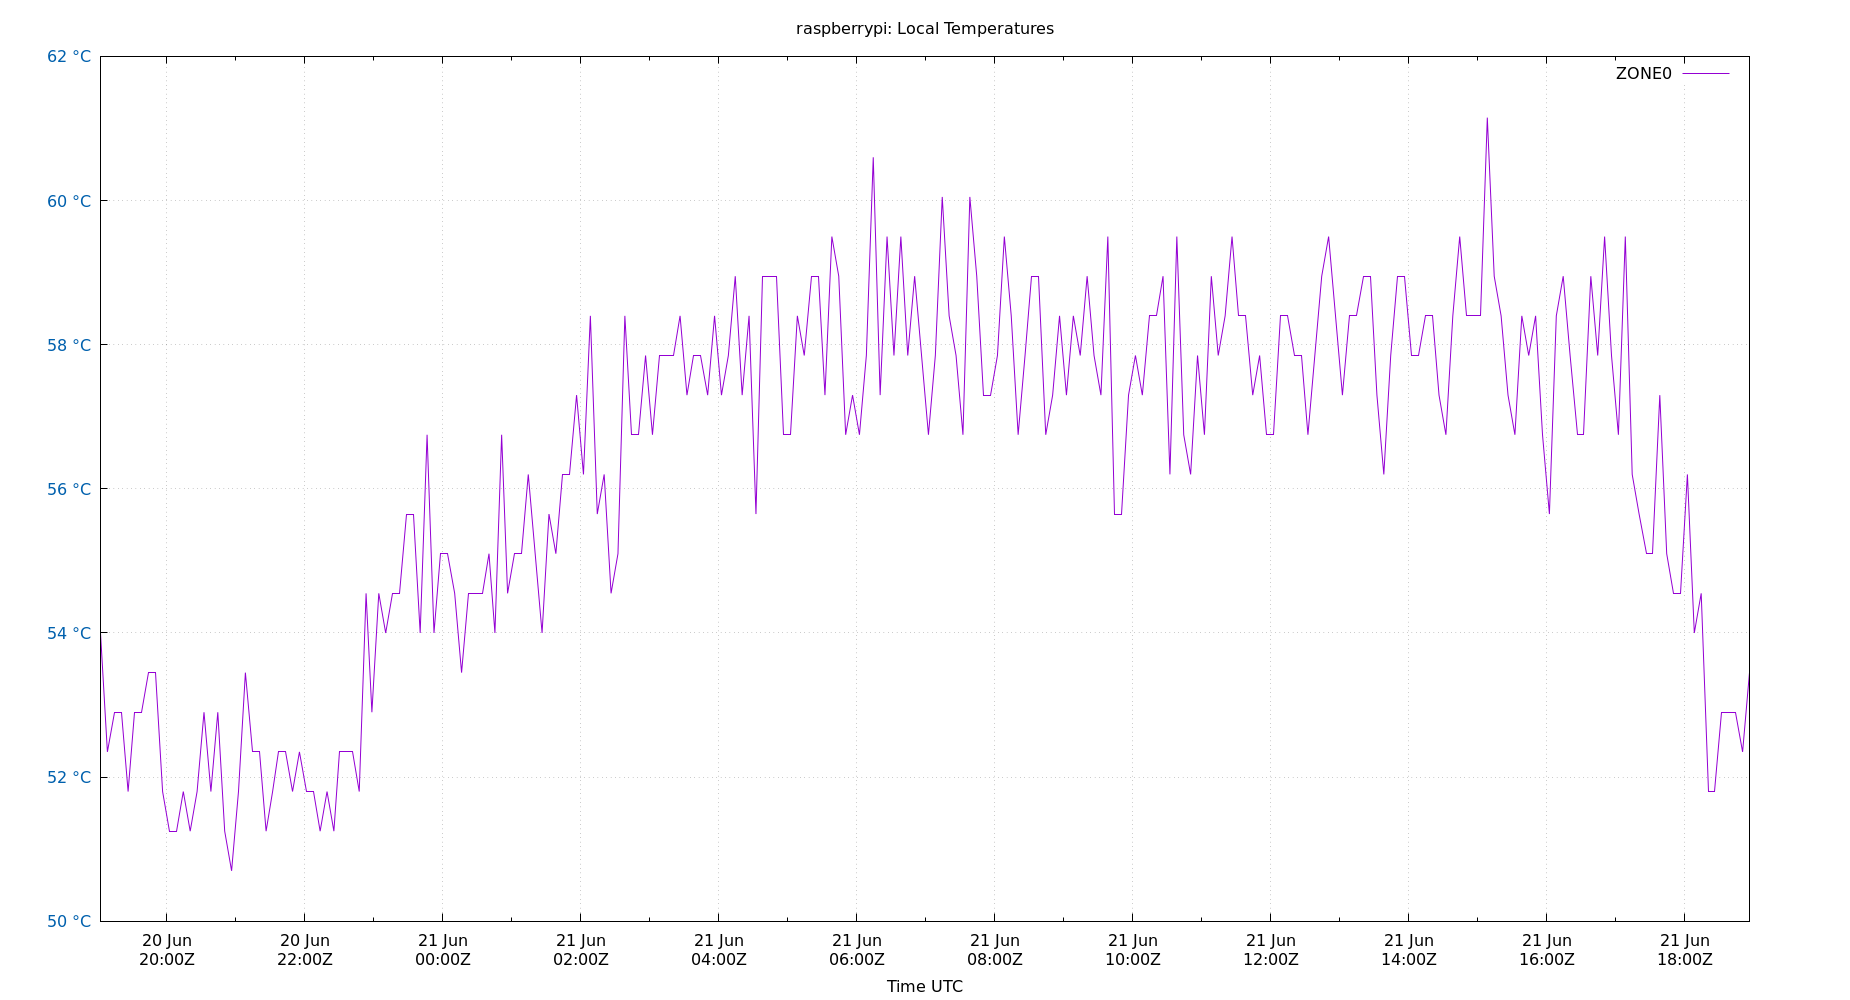 raspberrypi: Local Temperatures
62 °C
ZONE0
60 °C
58 °C
56 °C
54 °C
52 °C
50 °C
20 Jun 20 Jun 21 Jun 21 Jun 21 Jun 21 Jun 21 Jun 21 Jun 21 Jun 21 Jun 21 Jun 21 Jun
20:00Z 22:00Z 00:00Z 02:00Z 04:00Z 06:00Z 08:00Z 10:00Z 12:00Z 14:00Z 16:00Z 18:00Z
Time UTC